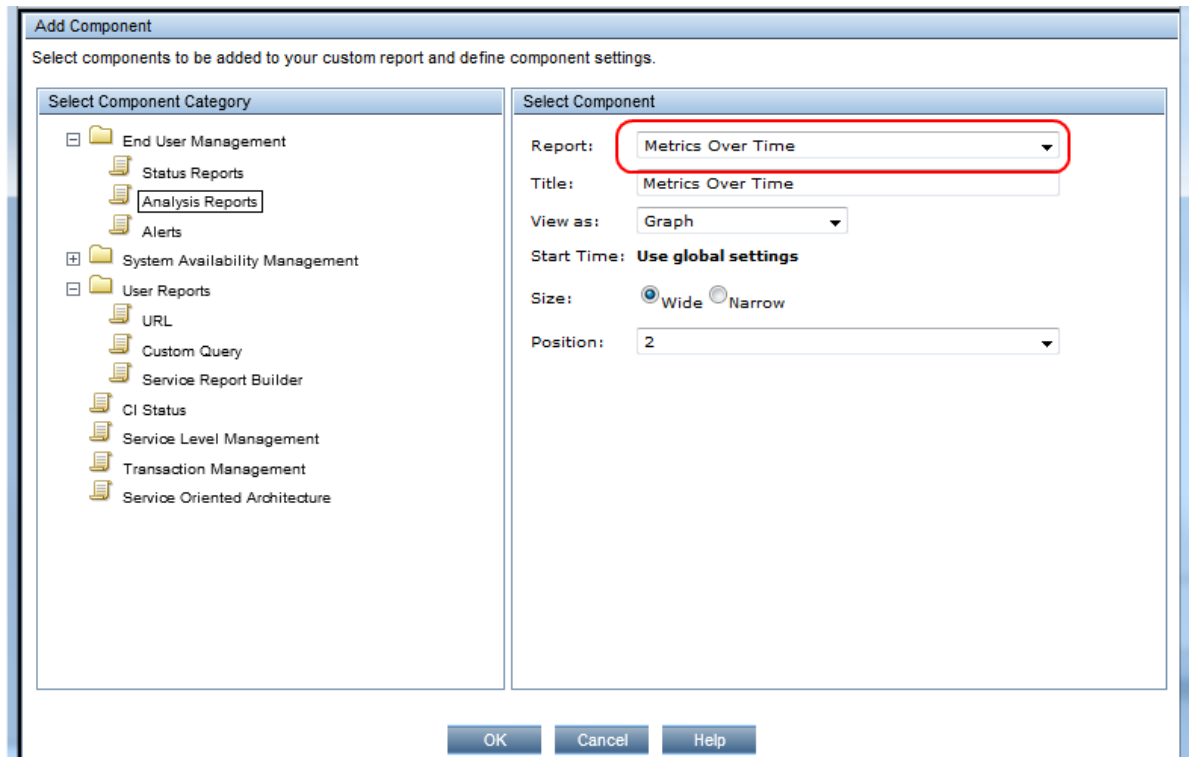 Add Component
Select components to be added to your custom report and define component settings.
Select Component Category
End User Management
Status Reports
Analysis Reports
Alerts
System Availability Management
User Reports
URL
Custom Query
Service Report Builder
CI Status
Service Level Management
Transaction Management
Service Oriented Architecture
Select Component
Report: Metrics Over Time
Title: Metrics Over Time
View as: Graph
Start Time: Use global settings
Size: Wide Narrow
Position: 2
OK Cancel Help